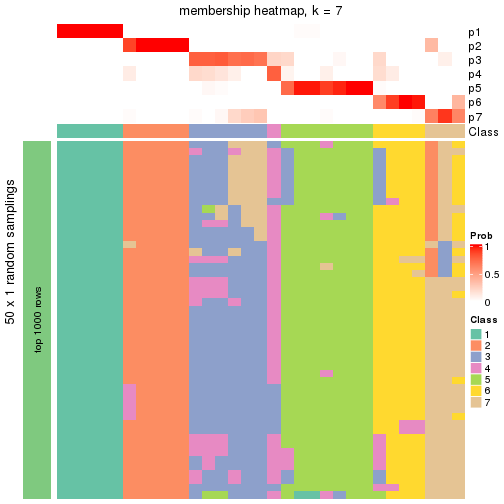 membership heatmap, k = 7
p1
p2
p3
p4
p5
p6
p7
Class
50 x 1 random samplings
top 1000 rows
Prob
1
0.5
0
Class
1
2
3
4
5
6
7